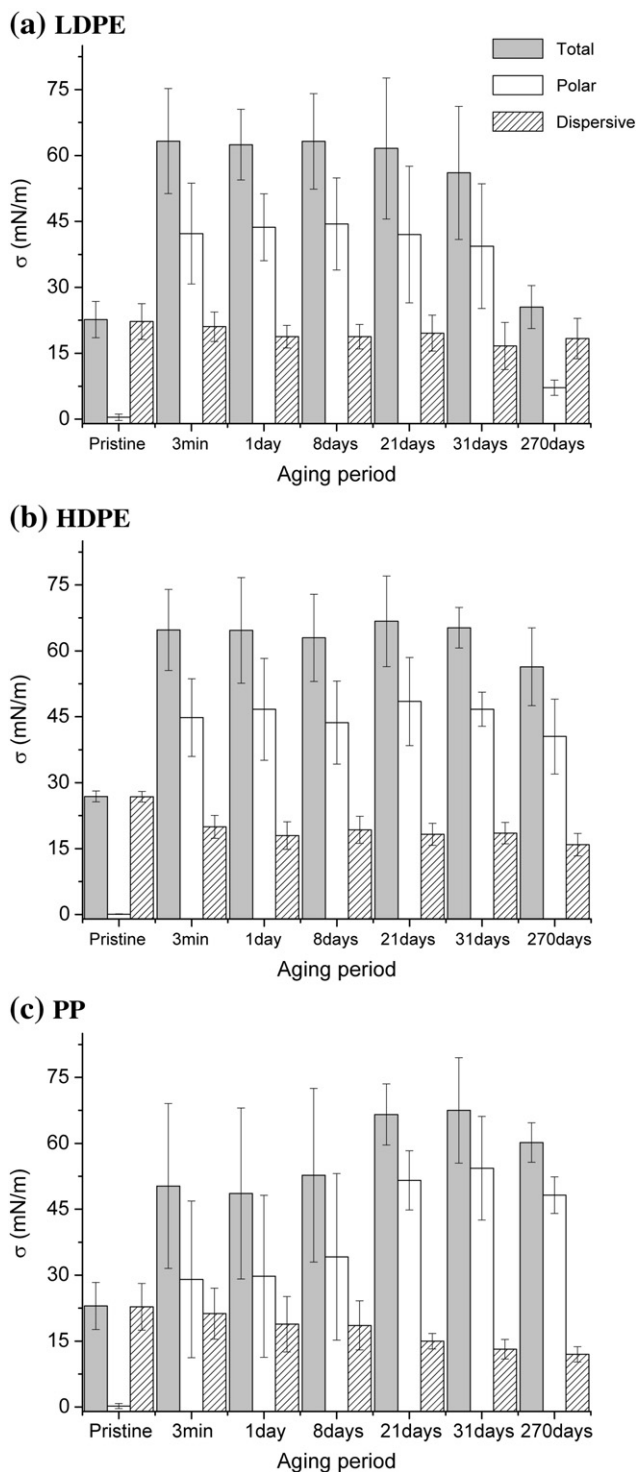 (a) LDPE
Total
Polar
Dispersive
75
60
45
30
15
0
σ (mN/m)
Pristine 3min 1day 8days 21days 31days 270days
Aging period
(b) HDPE
75
60
45
30
15
0
σ (mN/m)
Pristine 3min 1day 8days 21days 31days 270days
Aging period
(c) PP
75
60
45
30
15
0
σ (mN/m)
Pristine 3min 1day 8days 21days 31days 270days
Aging period